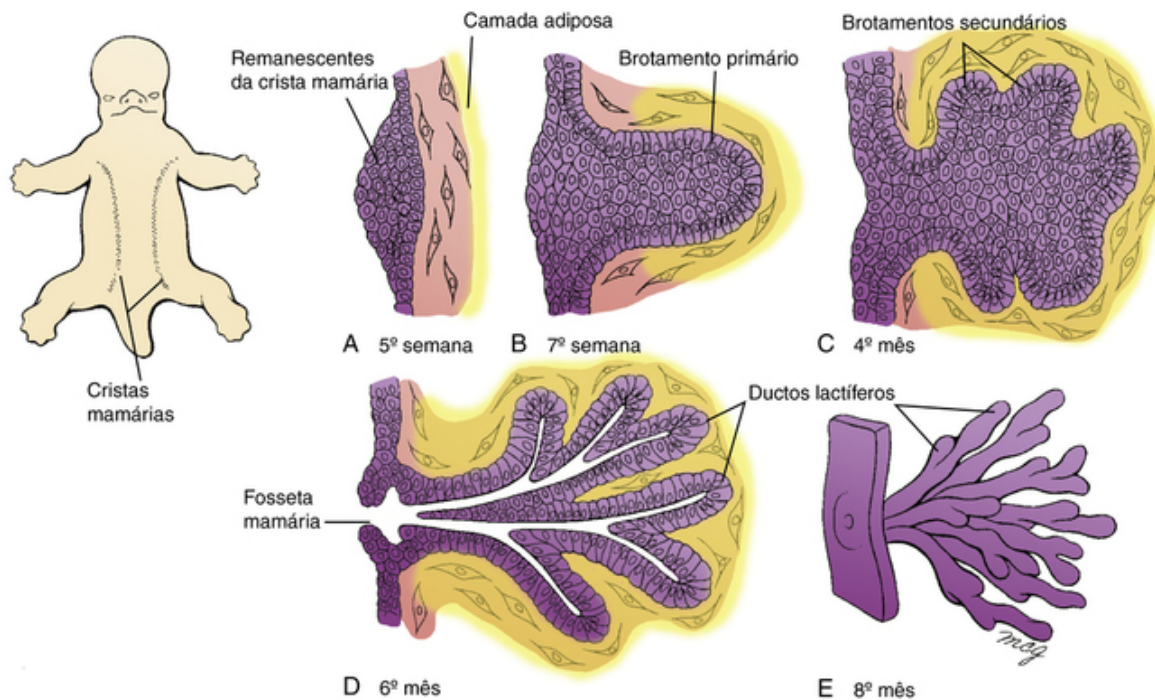 Camada adiposa
Remanescentes
da crista mamária
Brotamento primário
Brotamentos secundários
A 5º semana
B 7º semana
C 4º mês
Cristas
mamárias
Ductos lactíferos
Fosseta
mamária
D 6º mês
E 8º mês
mcg